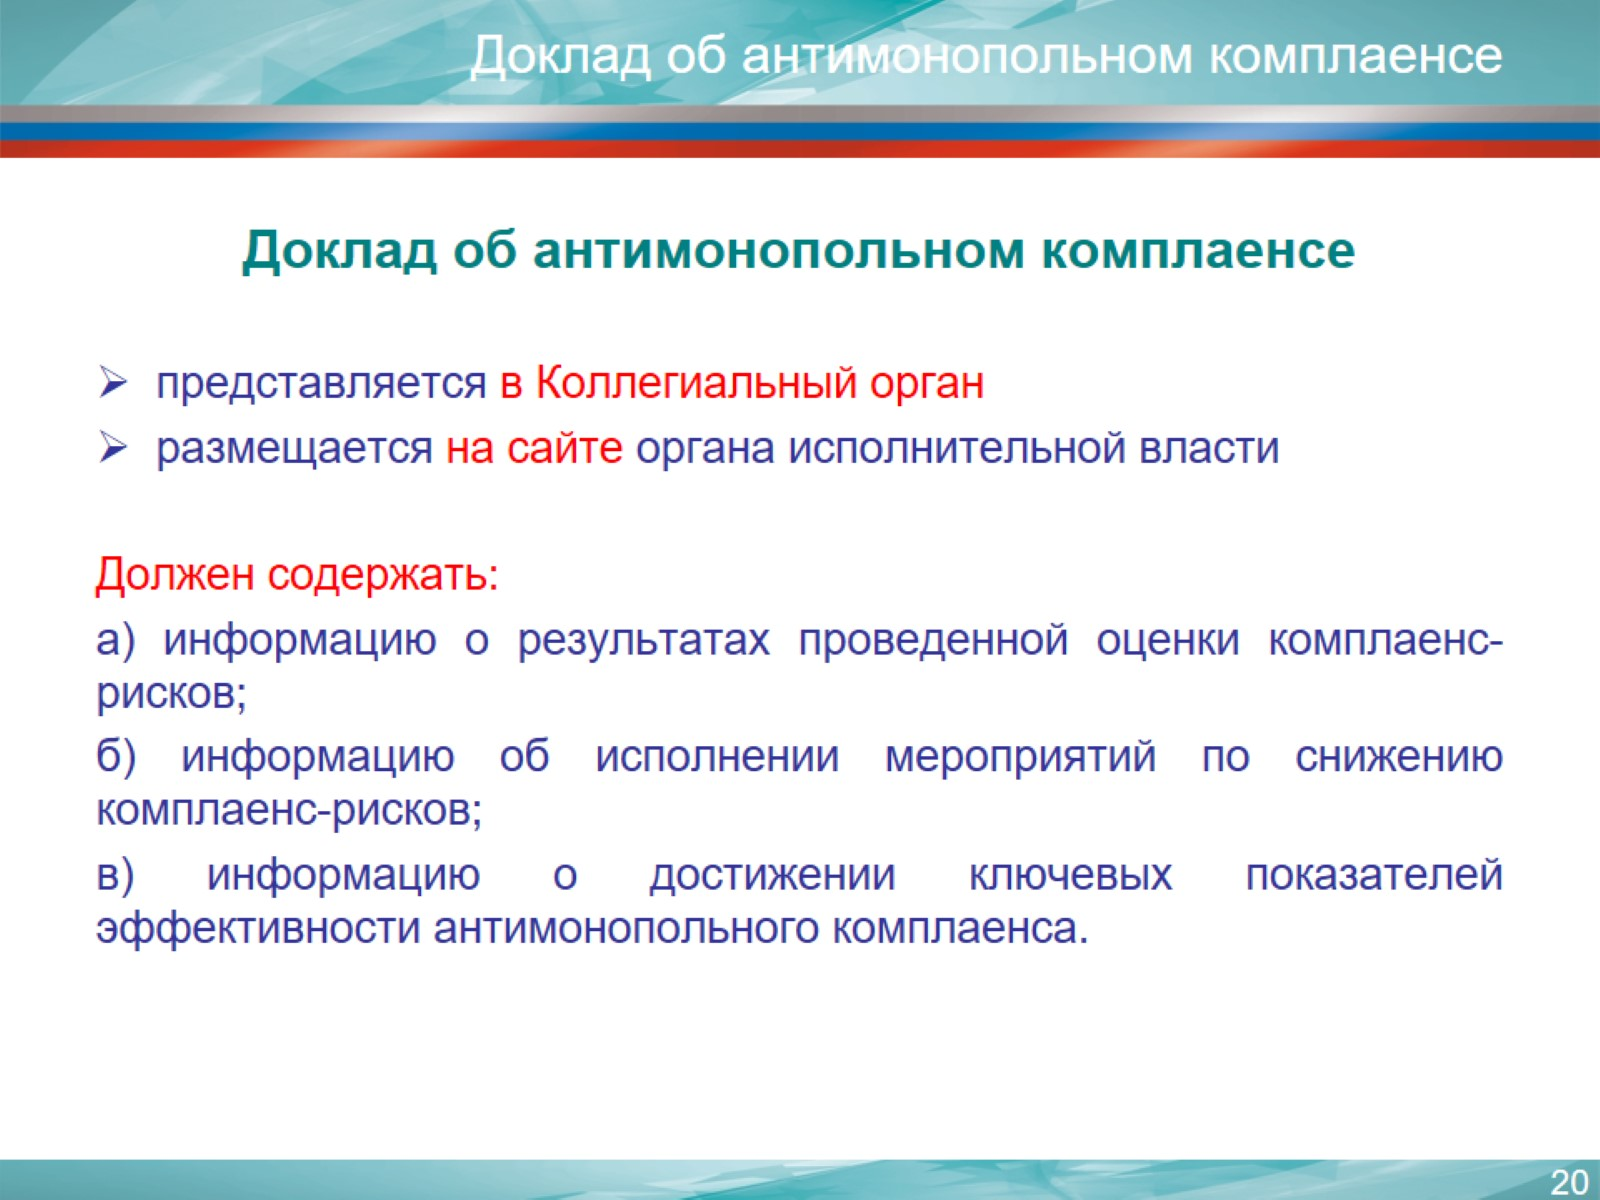 Доклад об антимонопольном комплаенсе
Доклад об антимонопольном комплаенсе
представляется в Коллегиальный орган
размещается на сайте органа исполнительной власти
Должен содержать:
а) информацию о результатах проведенной оценки комплаенс-
рисков;
б) информацию об исполнении мероприятий по снижению
комплаенс-рисков;
в) информацию о достижении ключевых показателей
эффективности антимонопольного комплаенса.
20